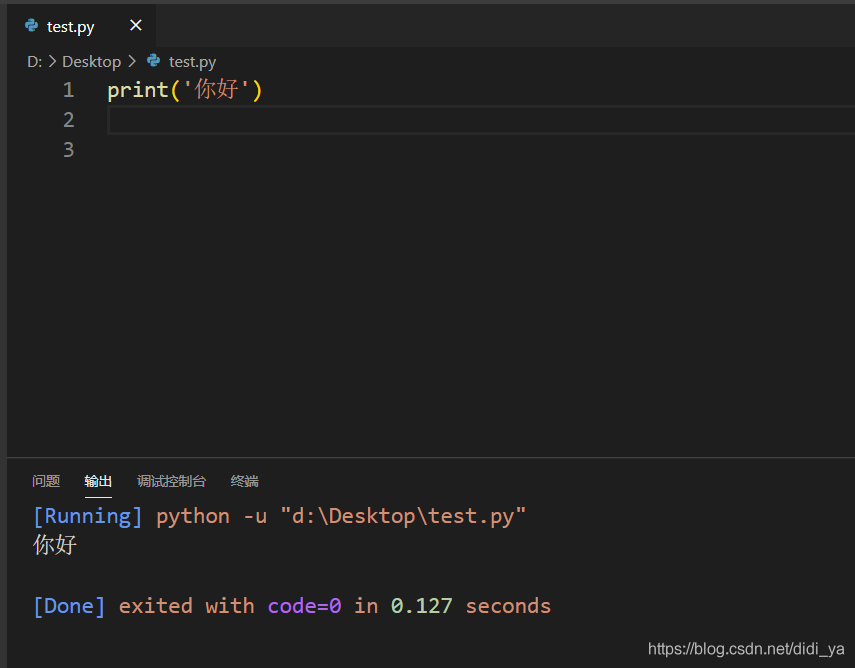 test.py
D: > Desktop > test.py
1 print('你好')
2
3
问题 输出 调试控制台 终端
[Running] python -u "d:\Desktop\test.py"
你好
[Done] exited with code=0 in 0.127 seconds
https://blog.csdn.net/didi_ya